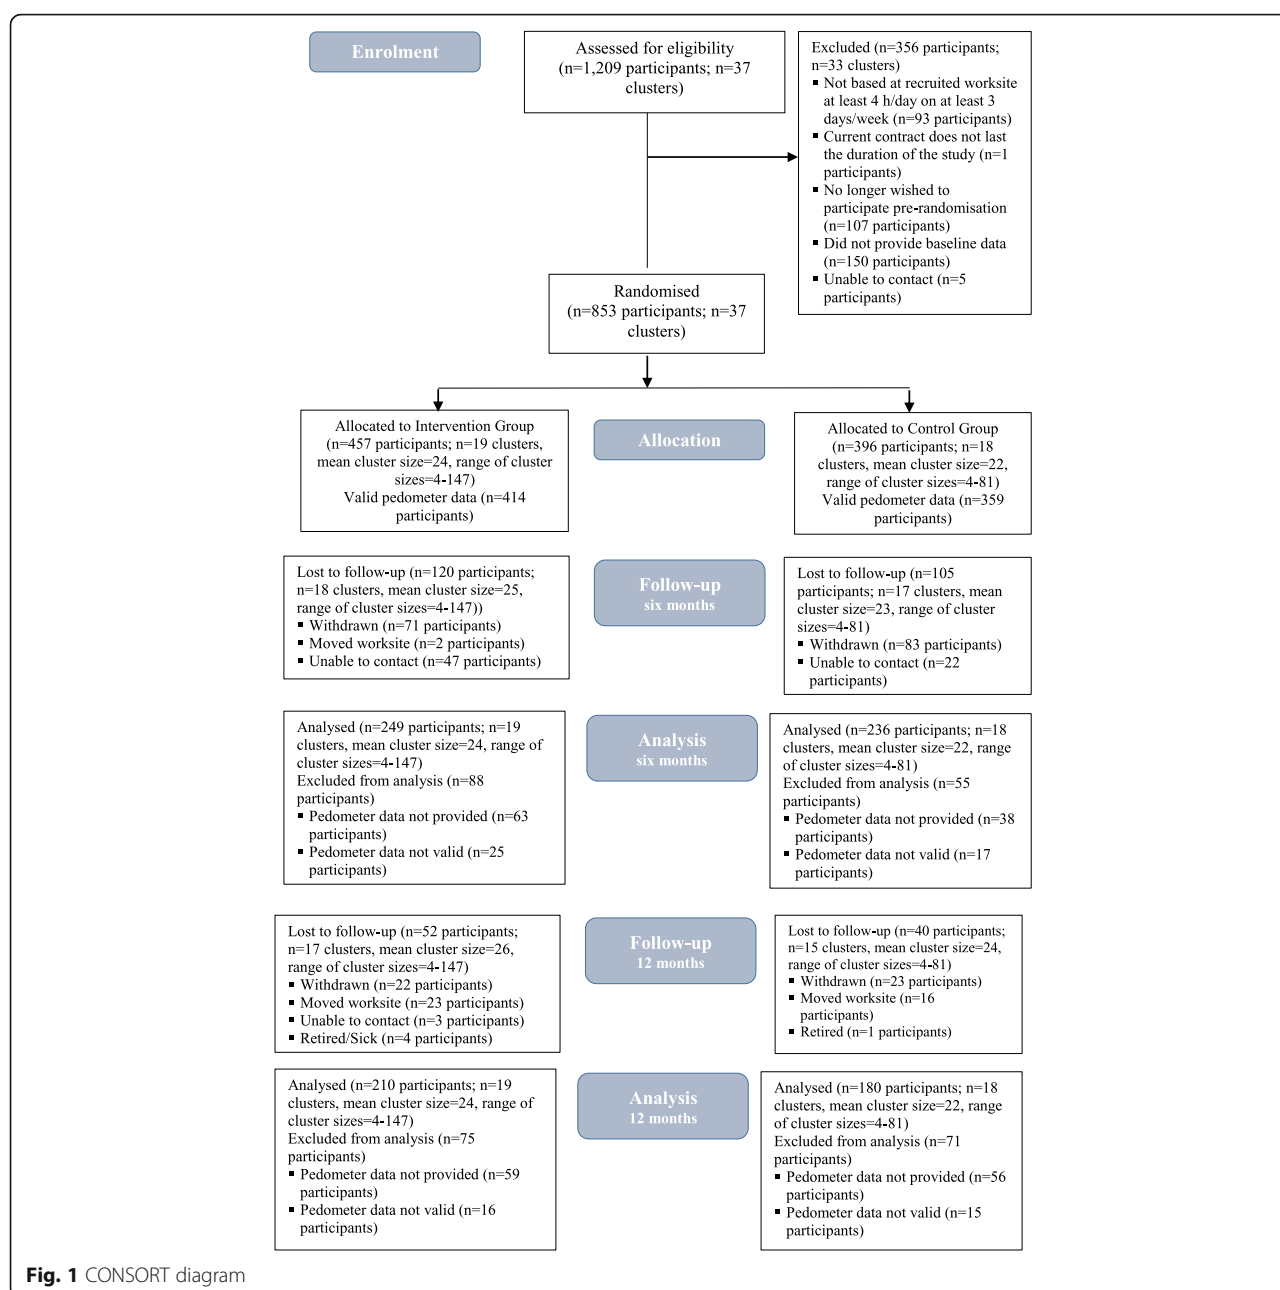 Enrolment
Assessed for eligibility
(n=1,209 participants; n=37
clusters)
Excluded (n=356 participants;
n=33 clusters)
▪ Not based at recruited worksite
at least 4 h/day on at least 3
days/week (n=93 participants)
▪ Current contract does not last
the duration of the study (n=1
participants)
▪ No longer wished to
participate pre-randomisation
(n=107 participants)
▪ Did not provide baseline data
(n=150 participants)
▪ Unable to contact (n=5
participants)
Randomised
(n=853 participants; n=37
clusters)
Allocated to Intervention Group
(n=457 participants; n=19 clusters,
mean cluster size=24, range of cluster
sizes=4-147)
Valid pedometer data (n=414
participants)
Allocation
Allocated to Control Group
(n=396 participants; n=18
clusters, mean cluster size=22,
range of cluster sizes=4-81)
Valid pedometer data (n=359
participants)
Lost to follow-up (n=120 participants;
n=18 clusters, mean cluster size=25,
range of cluster sizes=4-147))
▪ Withdrawn (n=71 participants)
▪ Moved worksite (n=2 participants)
▪ Unable to contact (n=47 participants)
Follow-up
six months
Lost to follow-up (n=105
participants; n=17 clusters, mean
cluster size=23, range of cluster
sizes=4-81)
▪ Withdrawn (n=83 participants)
▪ Unable to contact (n=22
participants)
Analysed (n=249 participants; n=19
clusters, mean cluster size=24, range of
cluster sizes=4-147)
Excluded from analysis (n=88
participants)
▪ Pedometer data not provided (n=63
participants)
▪ Pedometer data not valid (n=25
participants)
Analysis
six months
Analysed (n=236 participants; n=18
clusters, mean cluster size=22, range
of cluster sizes=4-81)
Excluded from analysis (n=55
participants)
▪ Pedometer data not provided (n=38
participants)
▪ Pedometer data not valid (n=17
participants)
Lost to follow-up (n=52 participants;
n=17 clusters, mean cluster size=26,
range of cluster sizes=4-147)
▪ Withdrawn (n=22 participants)
▪ Moved worksite (n=23 participants)
▪ Unable to contact (n=3 participants)
▪ Retired/Sick (n=4 participants)
Follow-up
12 months
Lost to follow-up (n=40 participants;
n=15 clusters, mean cluster size=24,
range of cluster sizes=4-81)
▪ Withdrawn (n=23 participants)
▪ Moved worksite (n=16
participants)
▪ Retired (n=1 participants)
Analysed (n=210 participants; n=19
clusters, mean cluster size=24, range of
cluster sizes=4-147)
Excluded from analysis (n=75
participants)
▪ Pedometer data not provided (n=59
participants)
▪ Pedometer data not valid (n=16
participants)
Analysis
12 months
Analysed (n=180 participants; n=18
clusters, mean cluster size=22, range
of cluster sizes=4-81)
Excluded from analysis (n=71
participants)
▪ Pedometer data not provided (n=56
participants)
▪ Pedometer data not valid (n=15
participants)
Fig. 1 CONSORT diagram